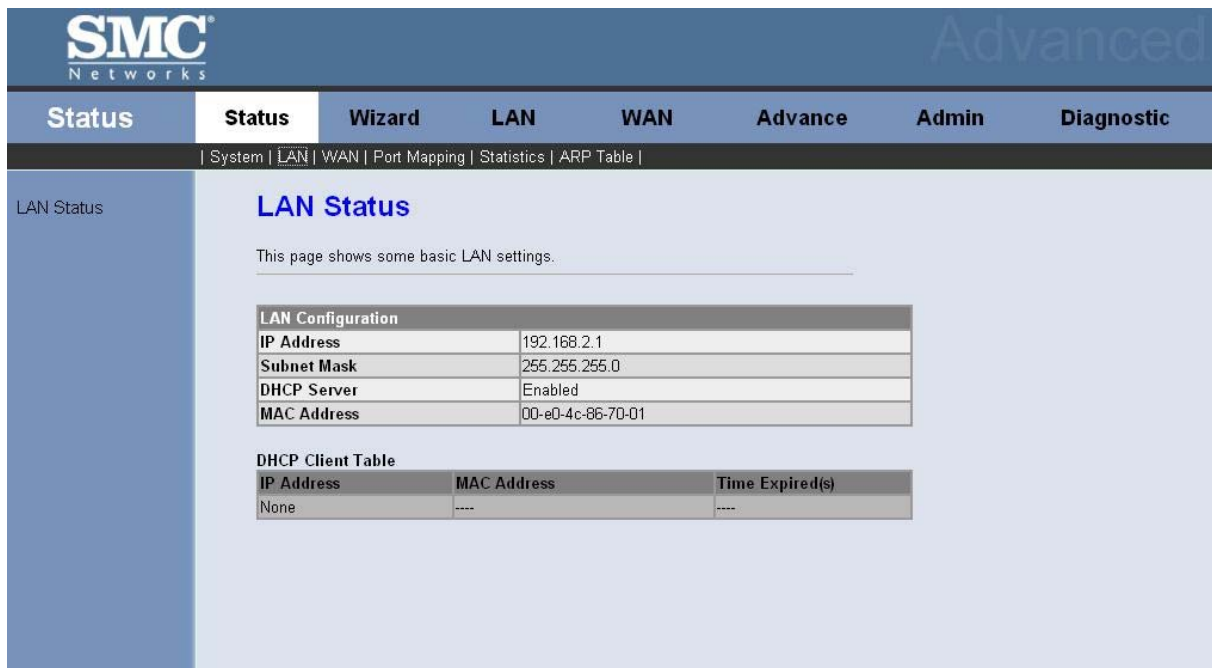 SMC®
Networks
Advanced
Status
Status Wizard LAN WAN Advance Admin Diagnostic
| System | LAN | WAN | Port Mapping | Statistics | ARP Table |
LAN Status
LAN Status
This page shows some basic LAN settings.
LAN Configuration
IP Address 192.168.2.1
Subnet Mask 255.255.255.0
DHCP Server Enabled
MAC Address 00-e0-4c-86-70-01
DHCP Client Table
IP Address MAC Address Time Expired(s)
None ---- ----